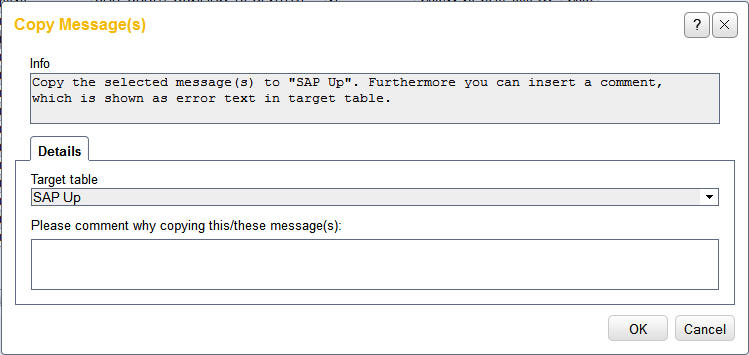 Copy Message(s)
?
Info
Copy the selected message(s) to "SAP Up". Furthermore you can insert a comment,
which is shown as error text in target table.
Details
Target table
SAP Up
Please comment why copying this/these message(s):
OK Cancel